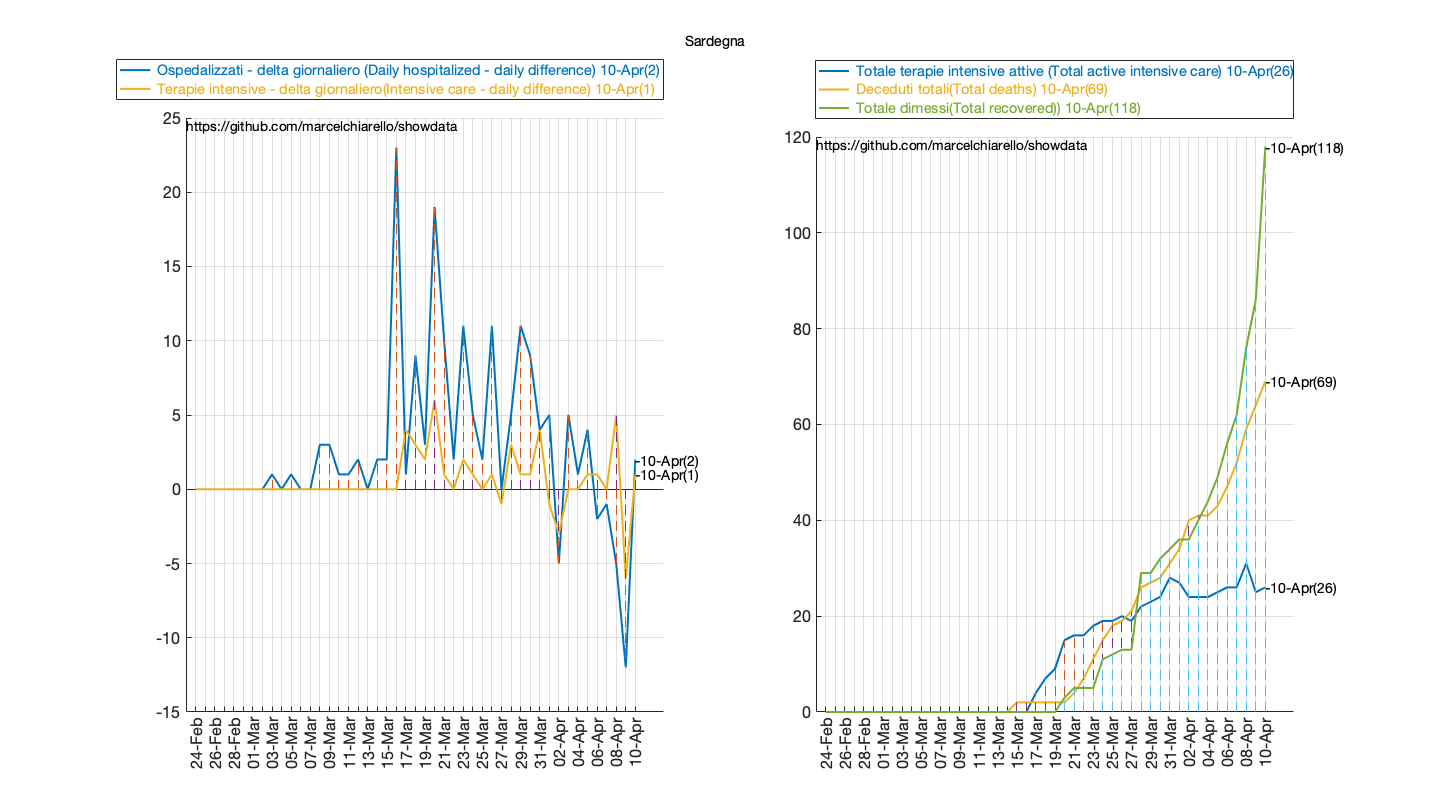 Sardegna
Ospedalizzati - delta giornaliero (Daily hospitalized - daily difference) 10-Apr(2)
Terapie intensive - delta giornaliero(Intensive care - daily difference) 10-Apr(1)
https://github.com/marcelchiarello/showdata
25
20
15
10
5
0
-5
-10
-15
10-Apr(2)
10-Apr(1)
24-Feb
26-Feb
28-Feb
01-Mar
03-Mar
05-Mar
07-Mar
09-Mar
11-Mar
13-Mar
15-Mar
17-Mar
19-Mar
21-Mar
23-Mar
25-Mar
27-Mar
29-Mar
31-Mar
02-Apr
04-Apr
06-Apr
08-Apr
10-Apr
Totale terapie intensive attive (Total active intensive care) 10-Apr(26)
Deceduti totali(Total deaths) 10-Apr(69)
Totale dimessi(Total recovered)) 10-Apr(118)
https://github.com/marcelchiarello/showdata
120
100
80
60
40
20
0
10-Apr(118)
10-Apr(69)
10-Apr(26)
24-Feb
26-Feb
28-Feb
01-Mar
03-Mar
05-Mar
07-Mar
09-Mar
11-Mar
13-Mar
15-Mar
17-Mar
19-Mar
21-Mar
23-Mar
25-Mar
27-Mar
29-Mar
31-Mar
02-Apr
04-Apr
06-Apr
08-Apr
10-Apr